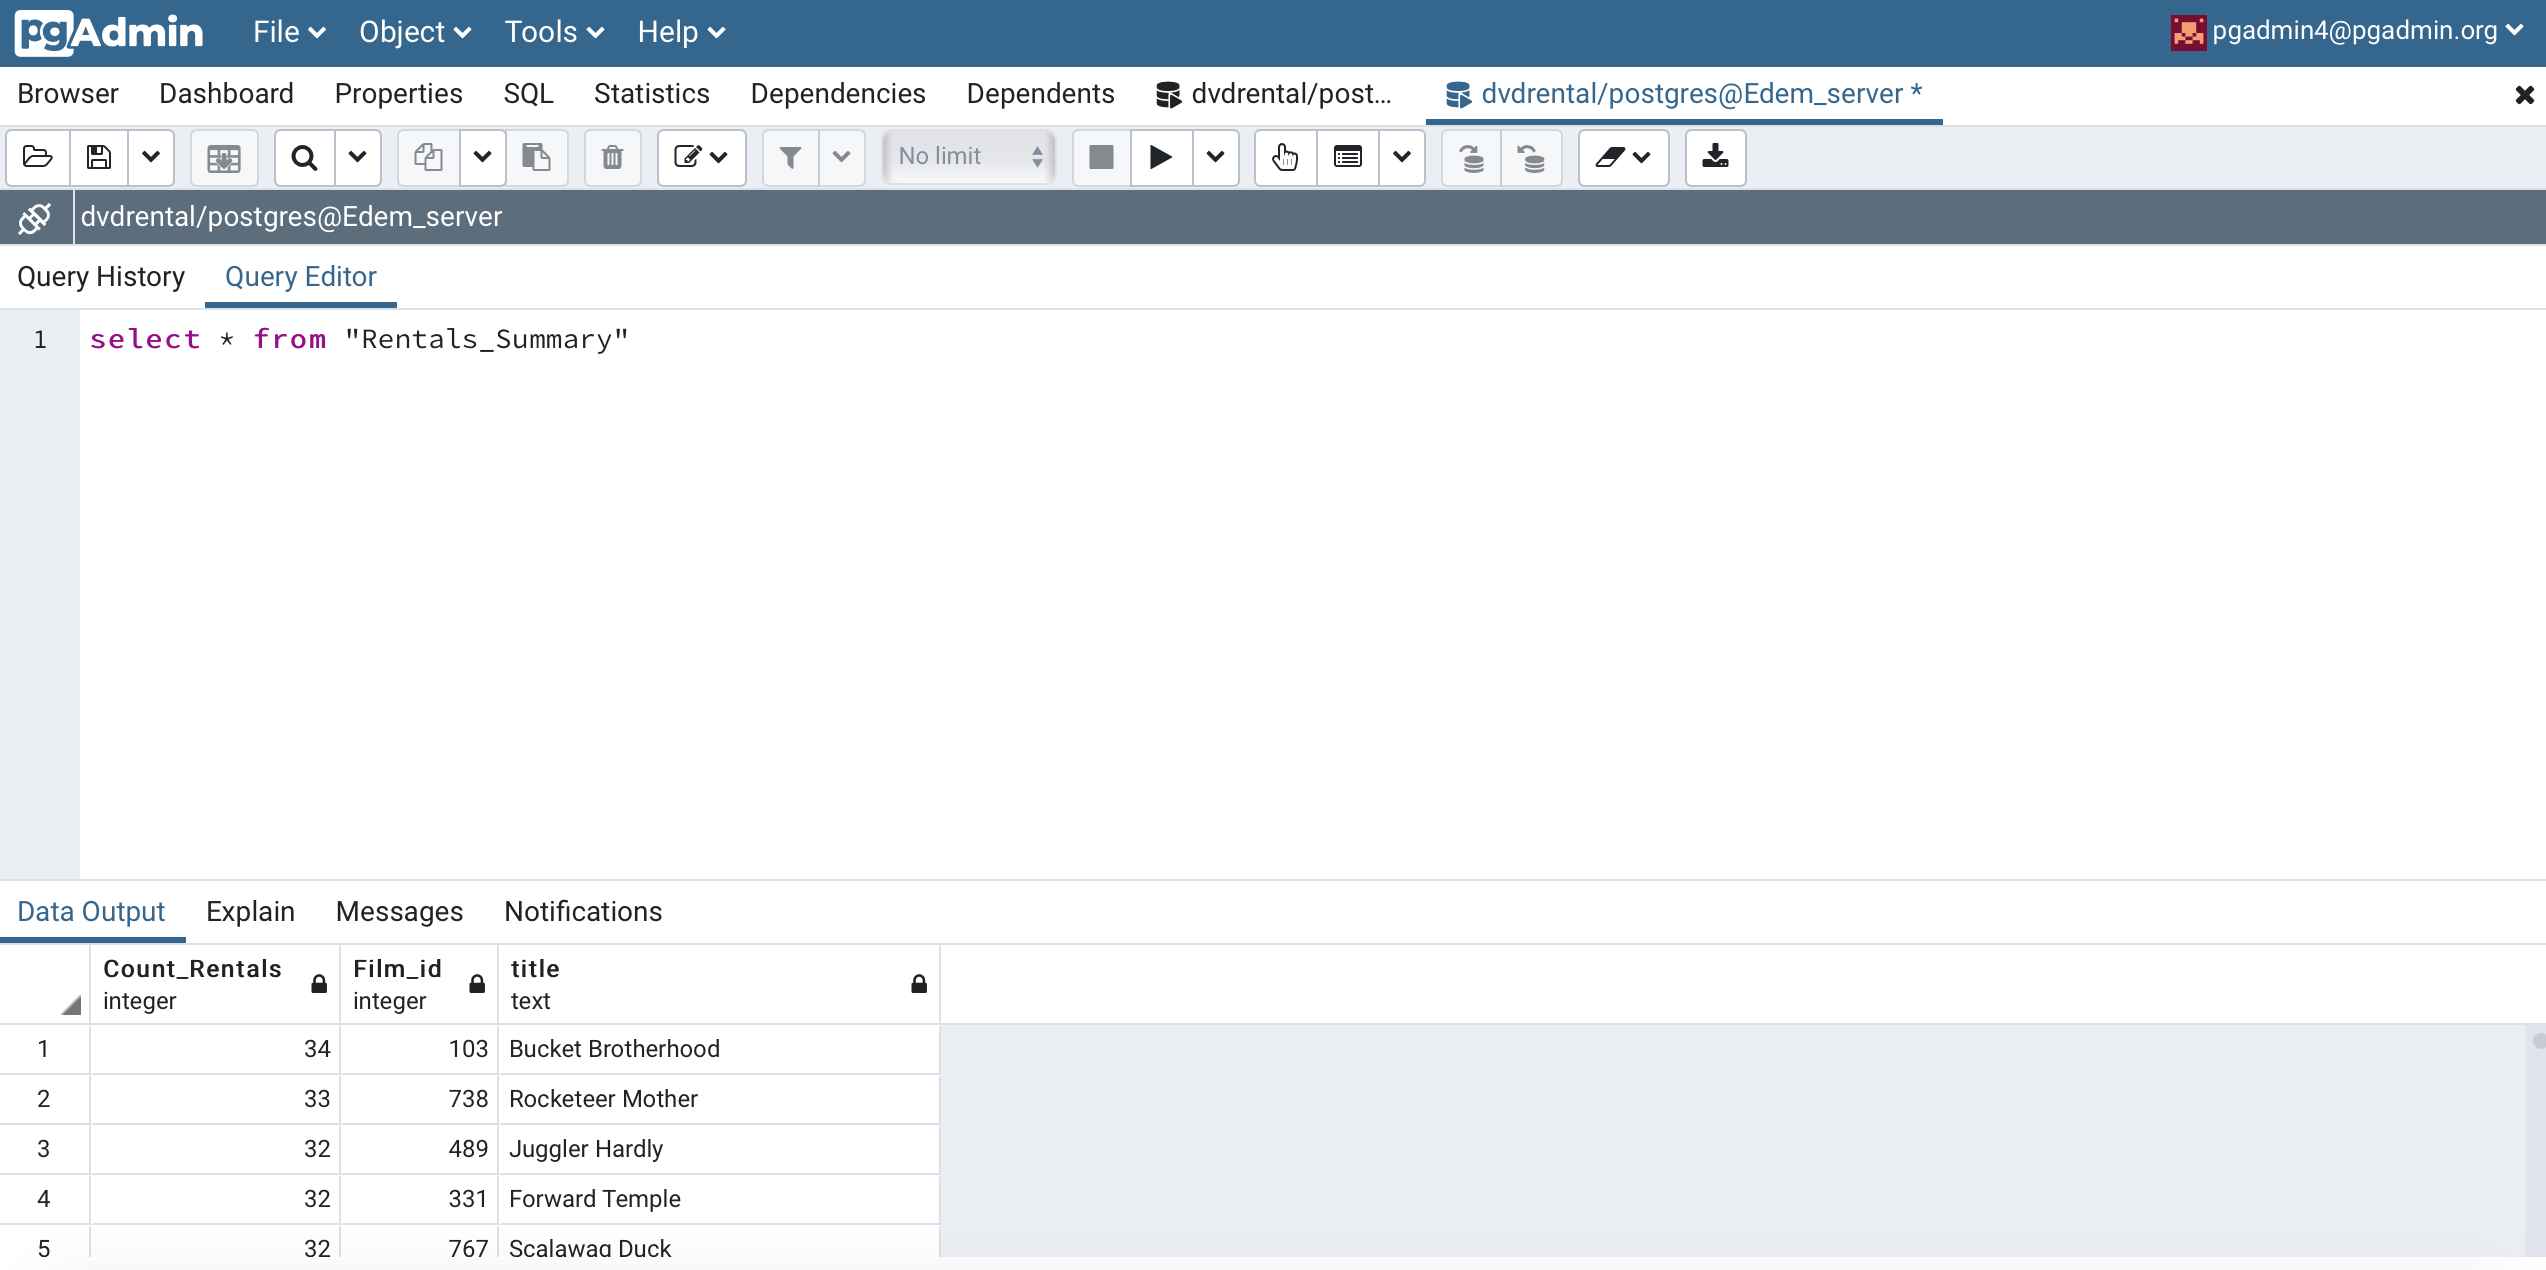 pgAdmin File Object Tools Help pgadmin4@pgadmin.org
Browser Dashboard Properties SQL Statistics Dependencies Dependents dvdrental/post... dvdrental/postgres@Edem_server *
No limit
dvdrental/postgres@Edem_server
Query History Query Editor
1 select * from "Rentals_Summary"
Data Output Explain Messages Notifications
Count_Rentals Film_id title
integer integer text
1 34 103 Bucket Brotherhood
2 33 738 Rocketeer Mother
3 32 489 Juggler Hardly
4 32 331 Forward Temple
5 32 767 Scalawag Duck